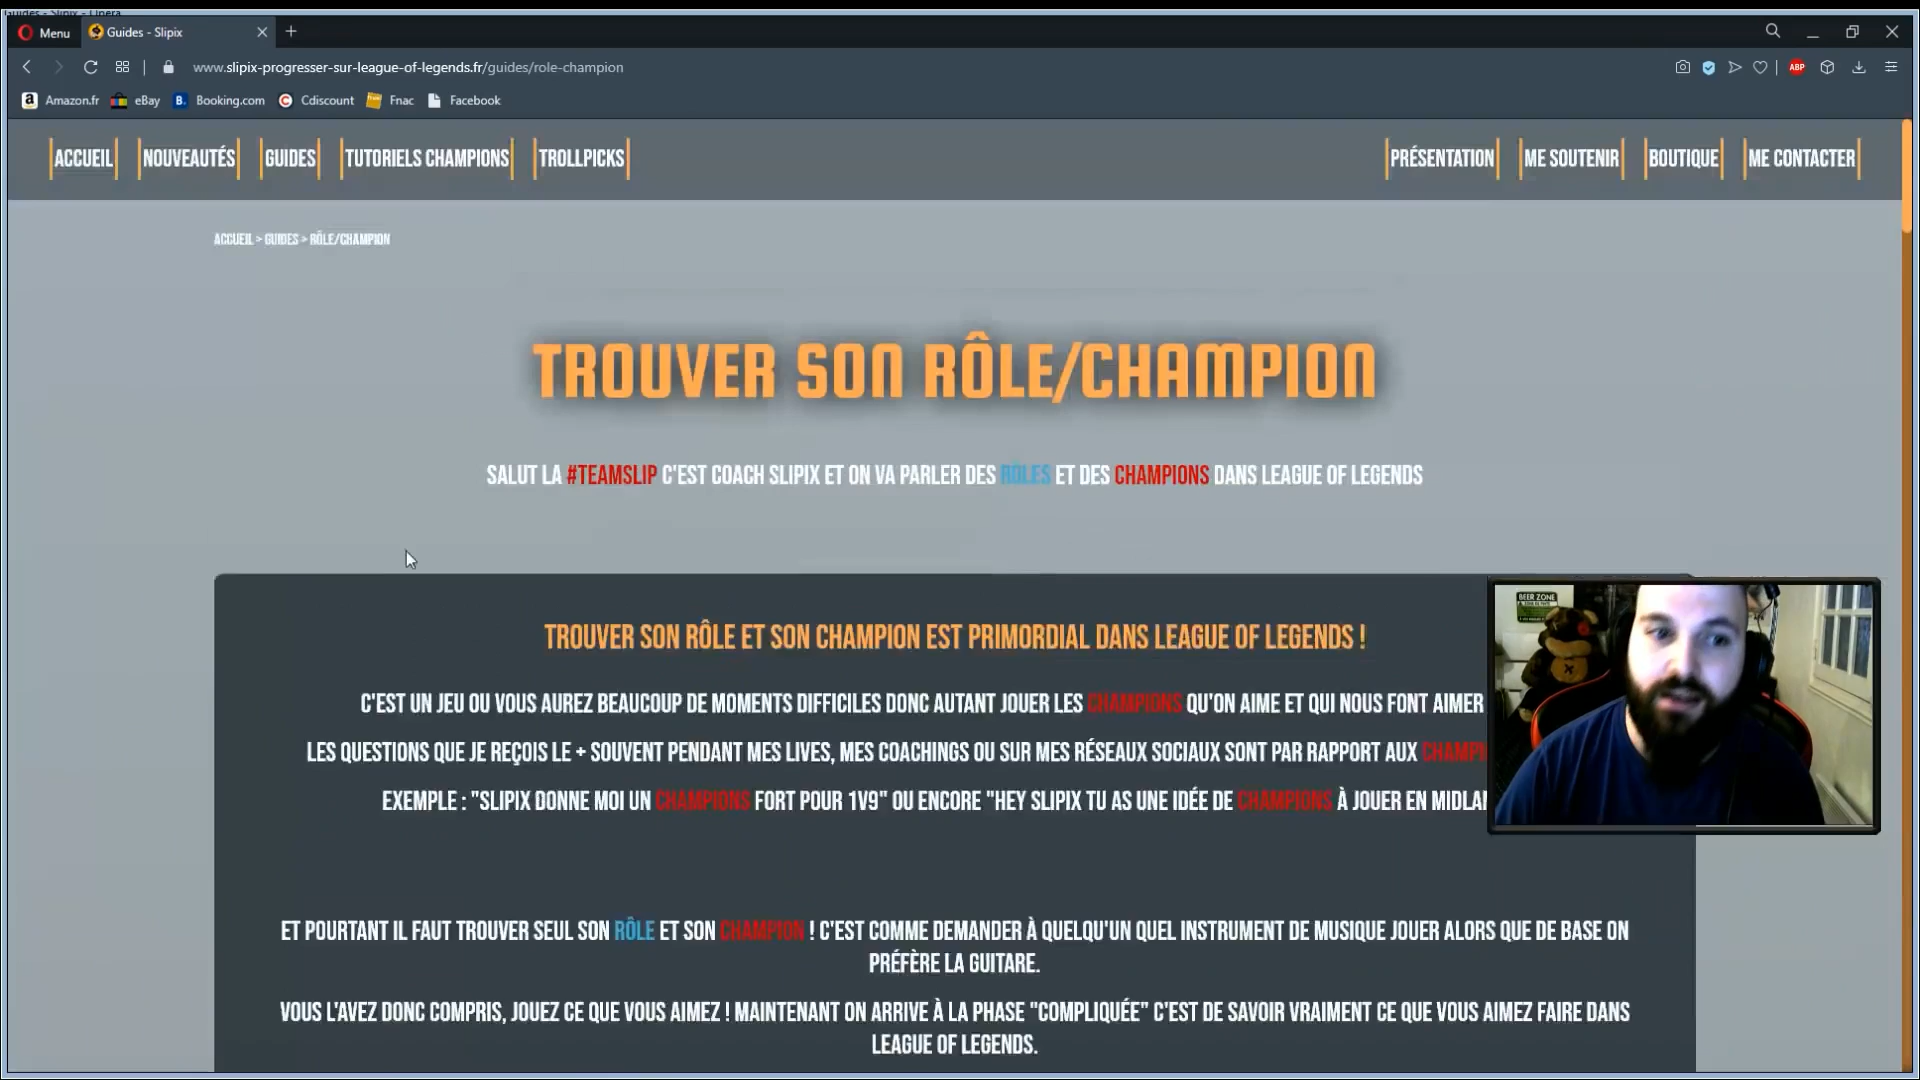 Guides - Slipix - Opera
Menu
Guides - Slipix
www.slipix-progresser-sur-league-of-legends.fr/guides/role-champion
ABP
a Amazon.fr
eBay
B. Booking.com
C Cdiscount
fnac Fnac
Facebook
ACCUEIL
NOUVEAUTÉS
GUIDES
TUTORIELS CHAMPIONS
TROLLPICKS
PRÉSENTATION
ME SOUTENIR
BOUTIQUE
ME CONTACTER
ACCUEIL > GUIDES > RÔLE/CHAMPION
TROUVER SON RÔLE/CHAMPION
SALUT LA #TEAMSLIP C'EST COACH SLIPIX ET ON VA PARLER DES RÔLES ET DES CHAMPIONS DANS LEAGUE OF LEGENDS
TROUVER SON RÔLE ET SON CHAMPION EST PRIMORDIAL DANS LEAGUE OF LEGENDS !
C'EST UN JEU OU VOUS AUREZ BEAUCOUP DE MOMENTS DIFFICILES DONC AUTANT JOUER LES CHAMPIONS QU'ON AIME ET QUI NOUS FONT AIMER
LES QUESTIONS QUE JE REÇOIS LE + SOUVENT PENDANT MES LIVES, MES COACHINGS OU SUR MES RÉSEAUX SOCIAUX SONT PAR RAPPORT AUX CHAMPI
EXEMPLE : "SLIPIX DONNE MOI UN CHAMPIONS FORT POUR 1V9" OU ENCORE "HEY SLIPIX TU AS UNE IDÉE DE CHAMPIONS À JOUER EN MIDLA
BEER ZONE
ET POURTANT IL FAUT TROUVER SEUL SON RÔLE ET SON CHAMPION ! C'EST COMME DEMANDER À QUELQU'UN QUEL INSTRUMENT DE MUSIQUE JOUER ALORS QUE DE BASE ON
PRÉFÈRE LA GUITARE.
VOUS L'AVEZ DONC COMPRIS, JOUEZ CE QUE VOUS AIMEZ ! MAINTENANT ON ARRIVE À LA PHASE "COMPLIQUÉE" C'EST DE SAVOIR VRAIMENT CE QUE VOUS AIMEZ FAIRE DANS
LEAGUE OF LEGENDS.